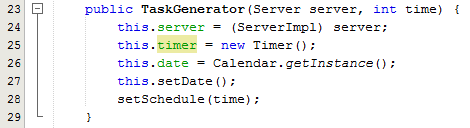 23 public TaskGenerator(Server server, int time) {
24 this.server = (ServerImpl) server;
25 this.timer = new Timer();
26 this.date = Calendar.getInstance();
27 this.setDate();
28 setSchedule(time);
29 }